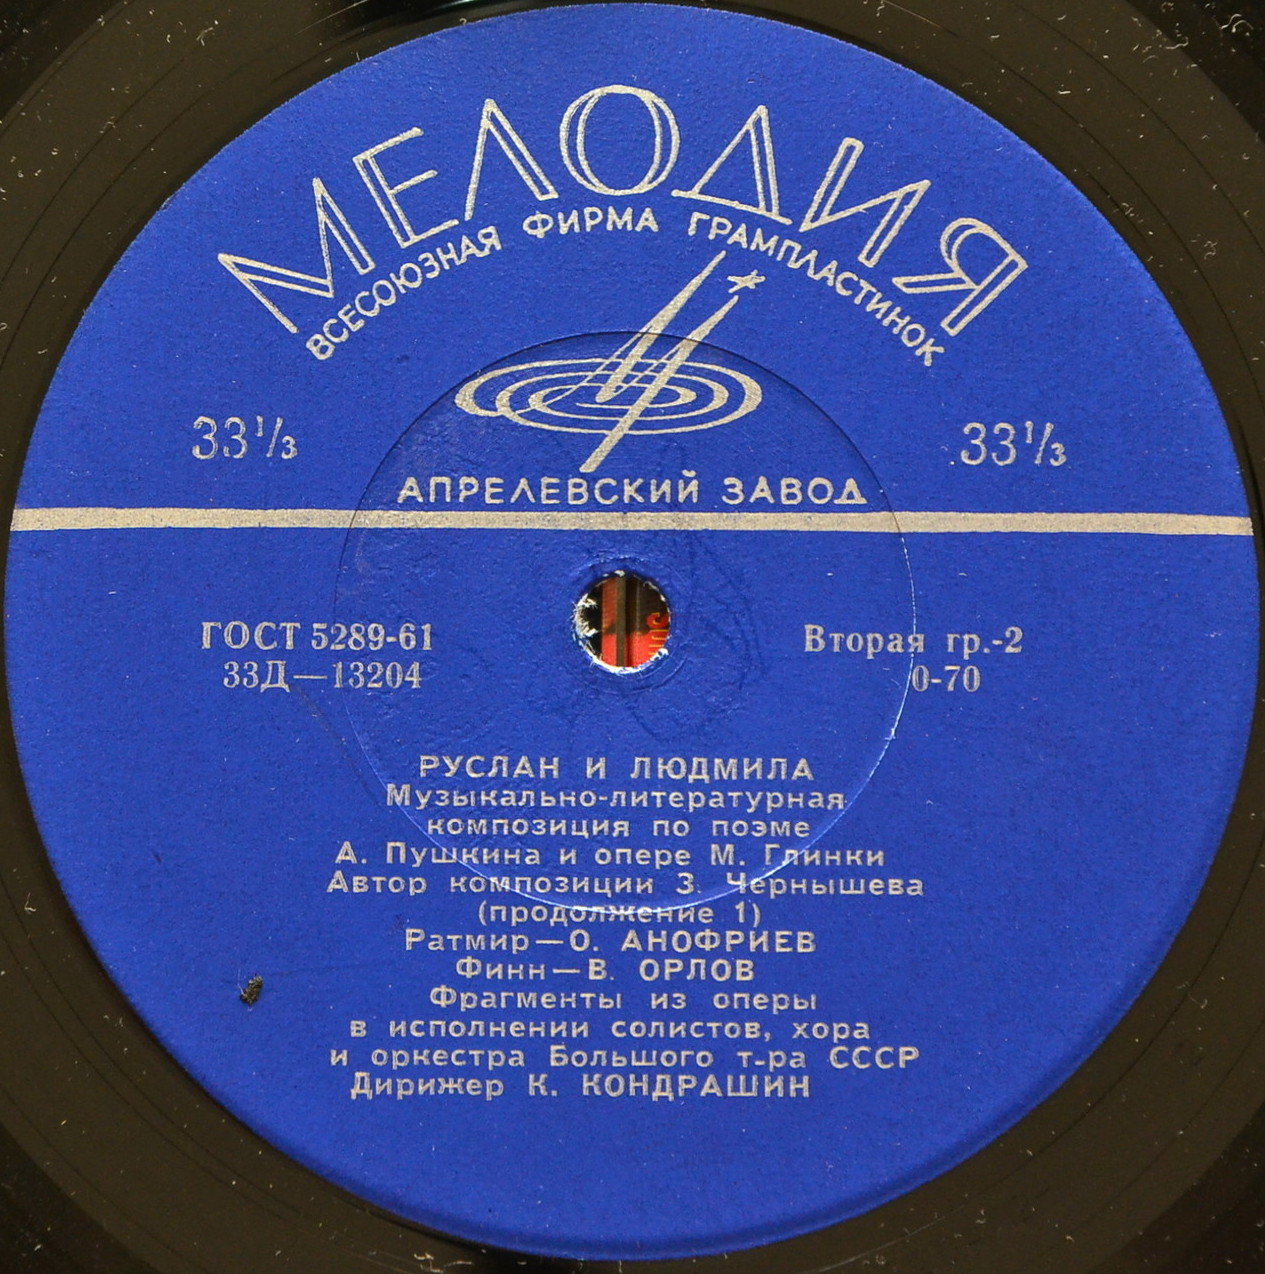 МЕЛОДИЯ
ВСЕСОЮЗНАЯ ФИРМА ГРАМПЛАСТИНОК
33⅓ 33⅓
АПРЕЛЕВСКИЙ ЗАВОД
ГОСТ 5289-61 Вторая гр.-2
33Д—13204 0-70
РУСЛАН И ЛЮДМИЛА
Музыкально-литературная
композиция по поэме
А. Пушкина и опере М. Глинки
Автор композиции З. Чернышева
(продолжение 1)
Ратмир—О. АНОФРИЕВ
Финн—В. ОРЛОВ
Фрагменты из оперы
в исполнении солистов, хора
и оркестра Большого т-ра СССР
Дирижер К. КОНДРАШИН